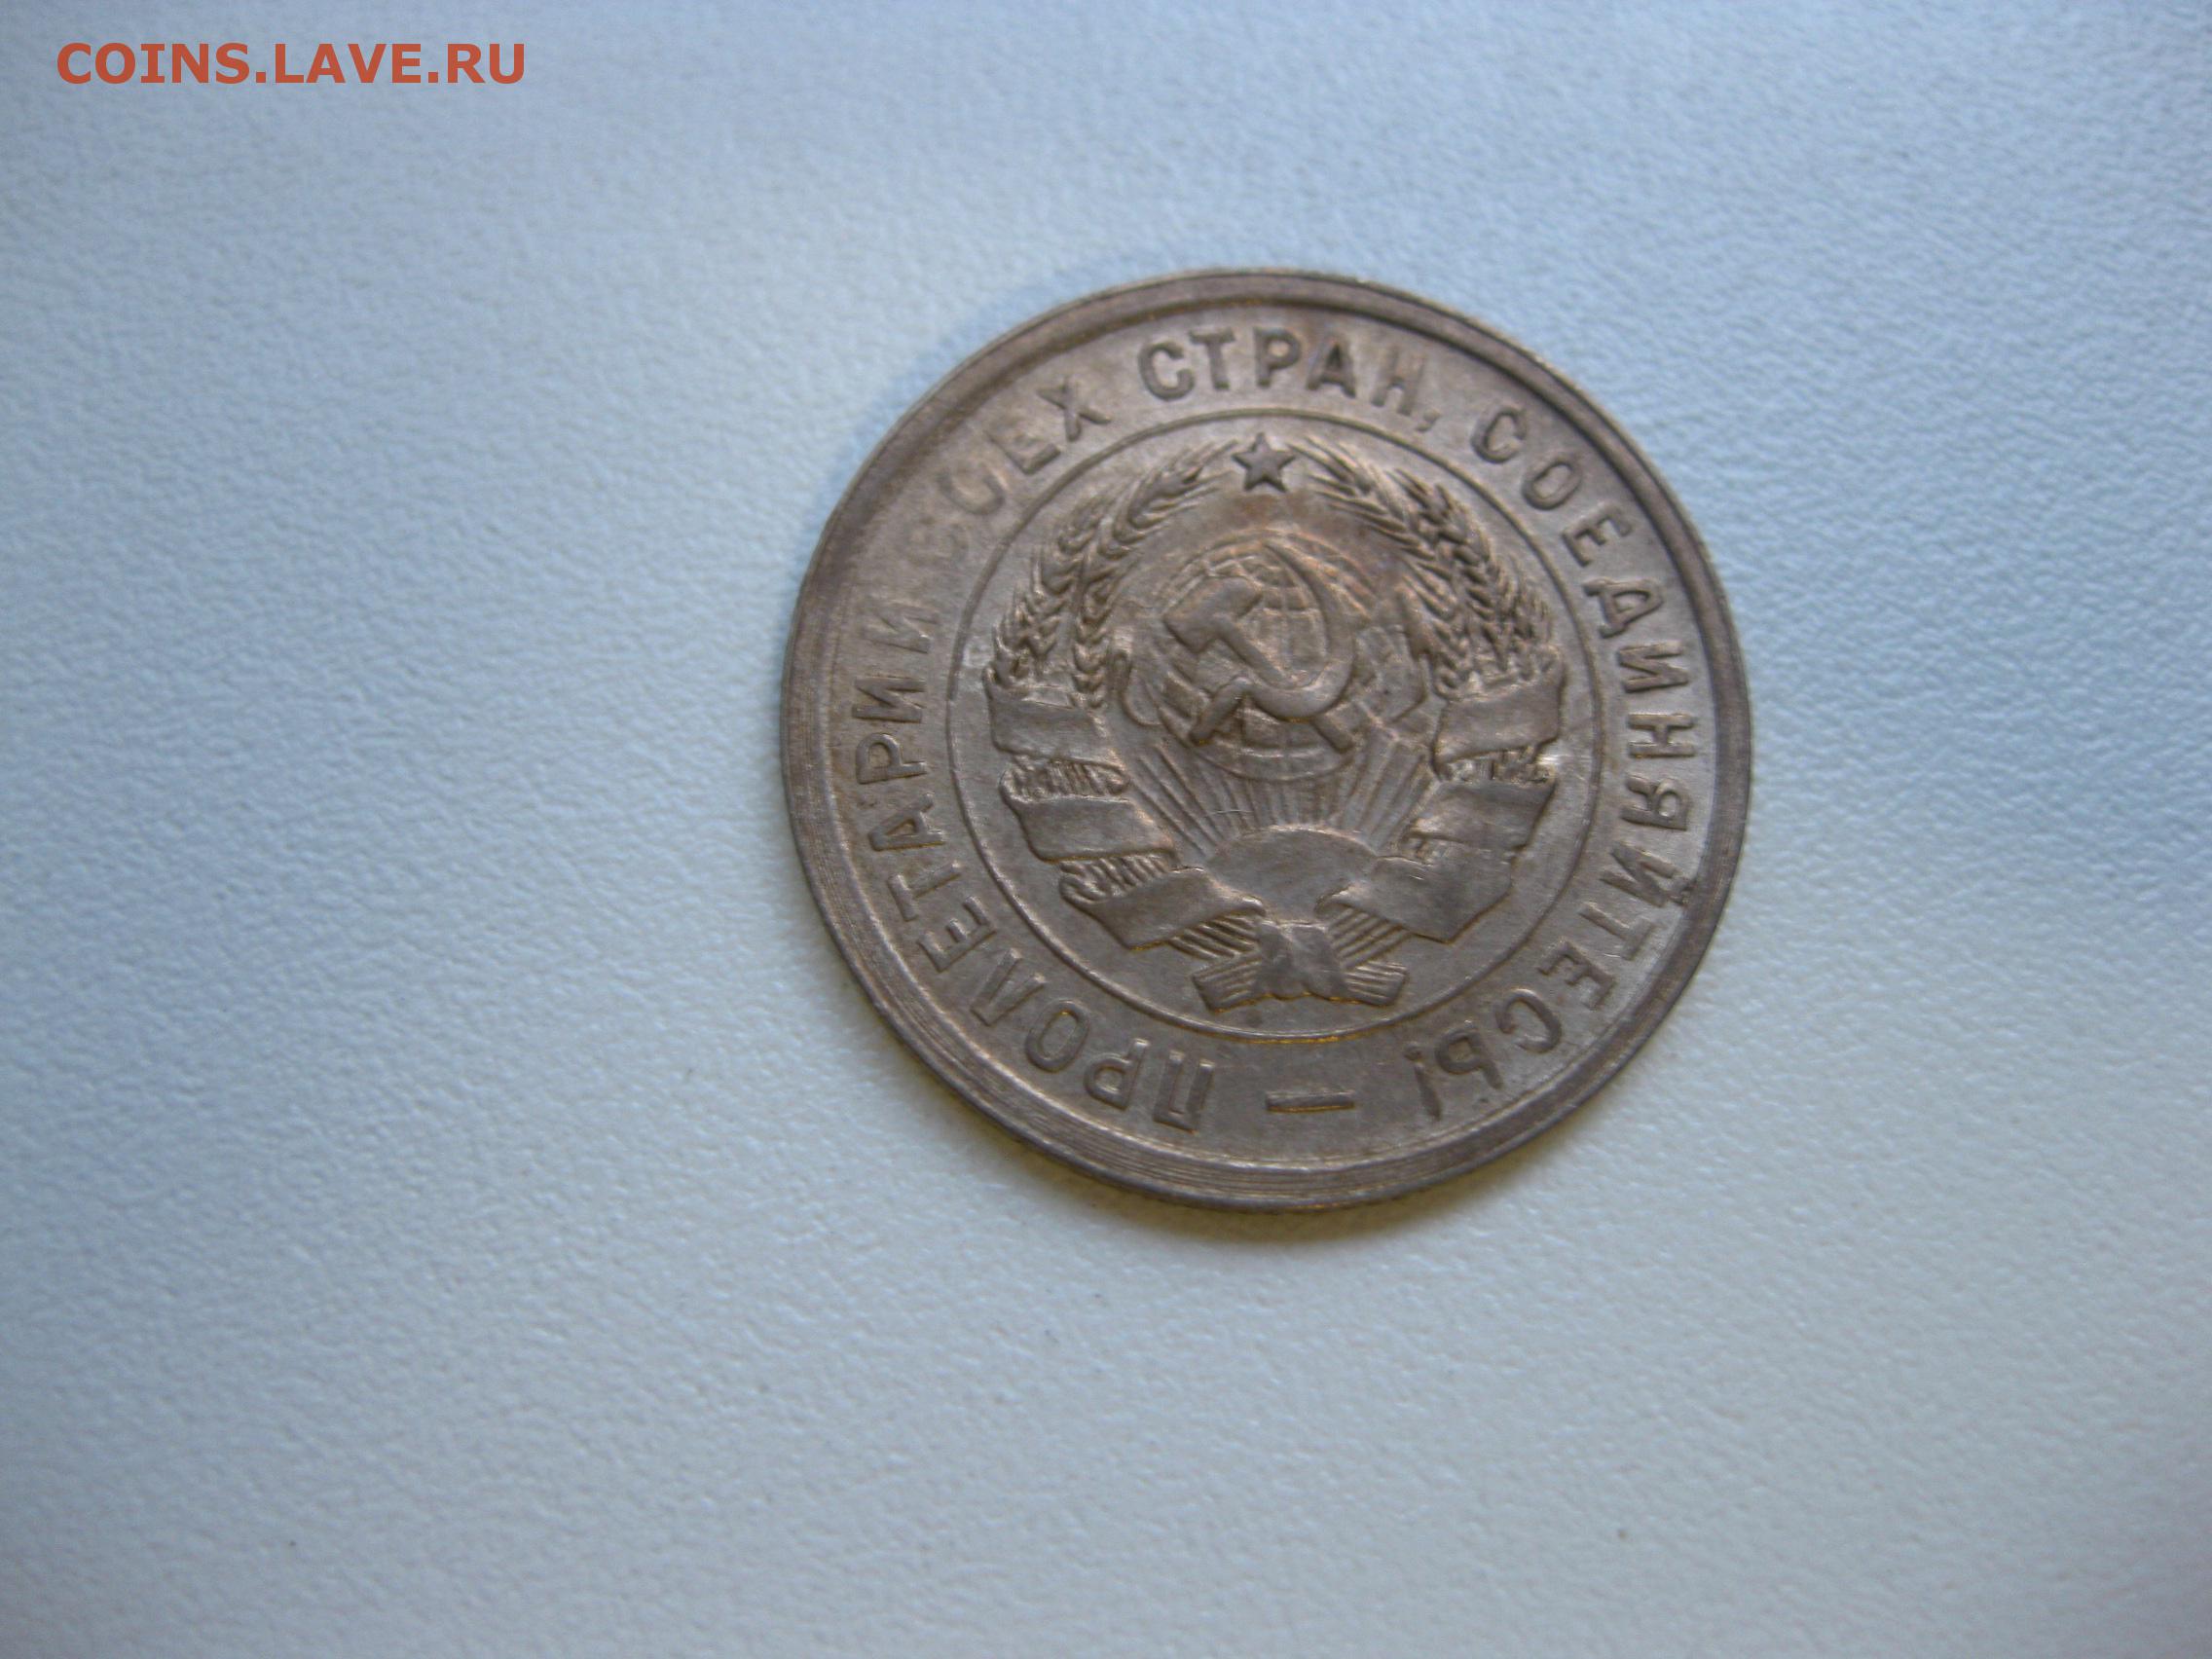 COINS.LAVE.RU
ПРОЛЕТАРИИ ВСЕХ СТРАН, СОЕДИНЯЙТЕСЬ! —